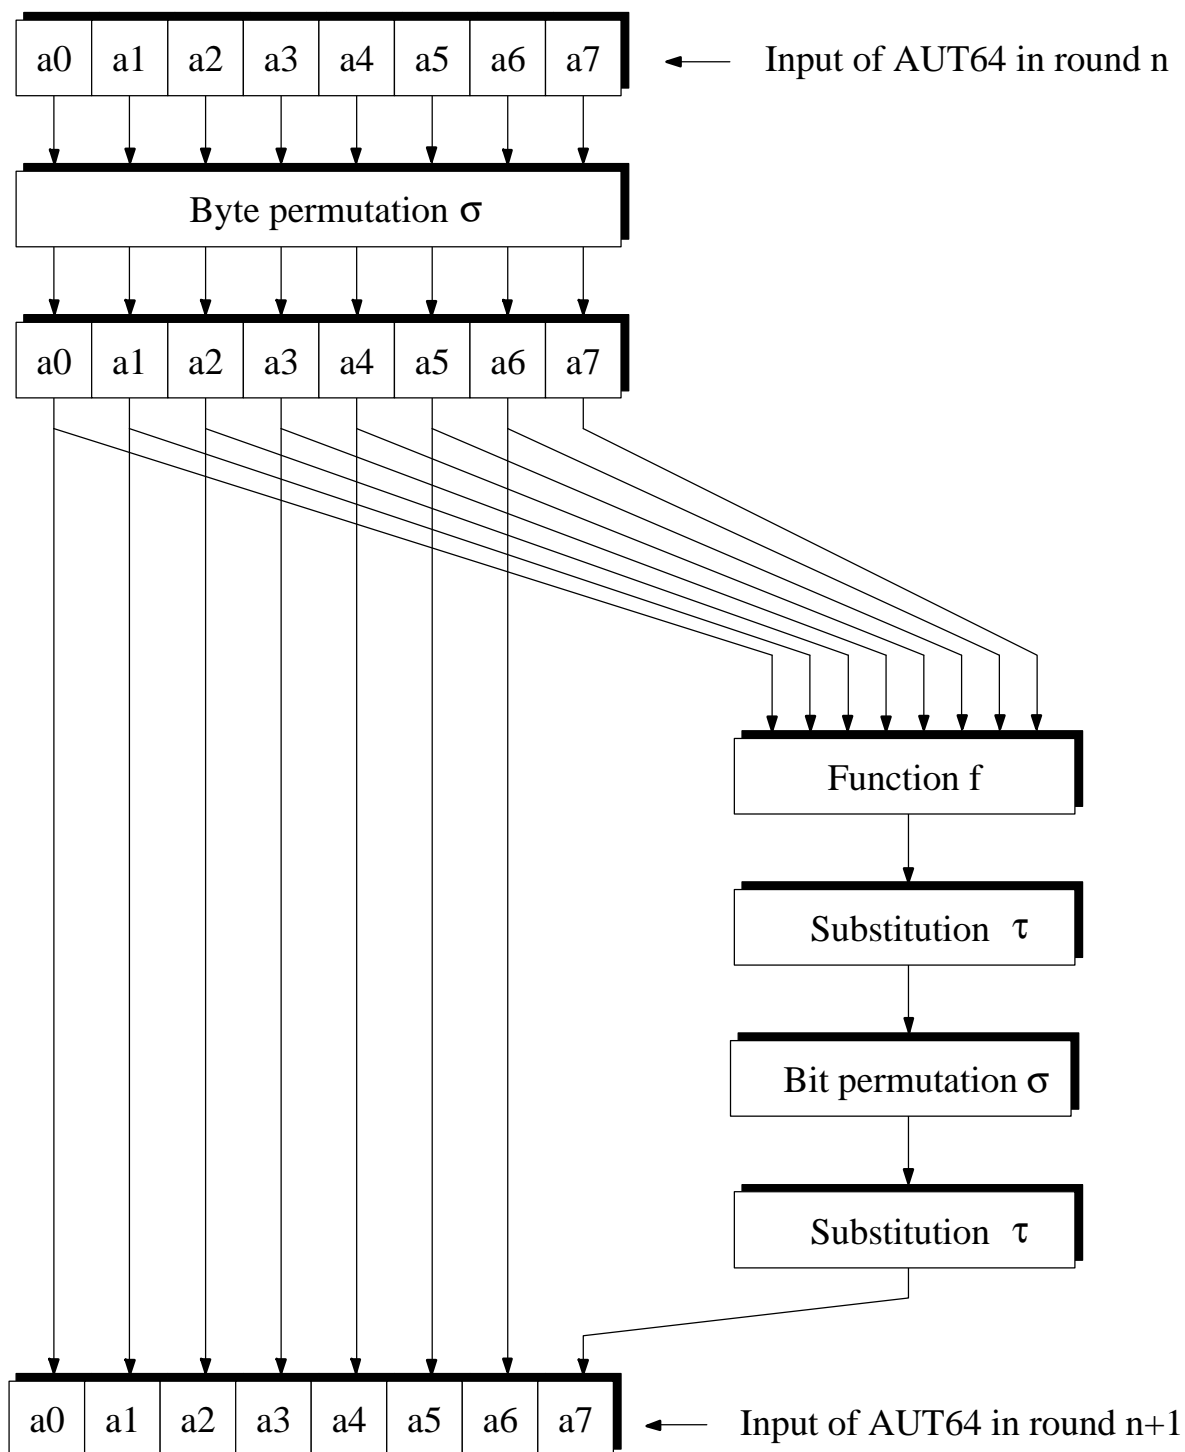 a0 a1 a2 a3 a4 a5 a6 a7 Input of AUT64 in round n
Byte permutation σ
a0 a1 a2 a3 a4 a5 a6 a7
Function f
Substitution τ
Bit permutation σ
Substitution τ
a0 a1 a2 a3 a4 a5 a6 a7 Input of AUT64 in round n+1